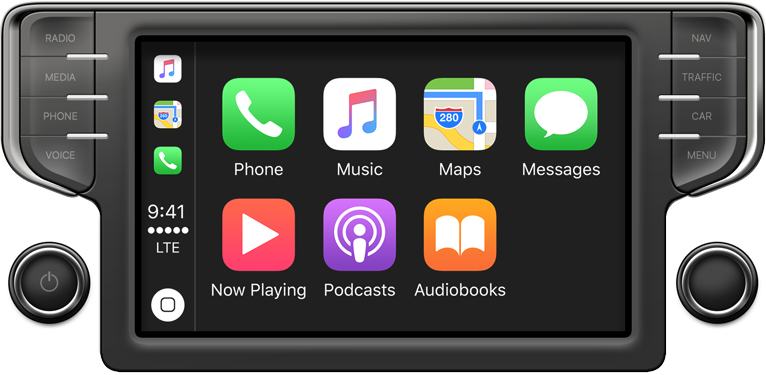 RADIO
MEDIA
PHONE
VOICE
9:41
LTE
280
Phone
Music
280
Maps
Messages
Now Playing
Podcasts
Audiobooks
NAV
TRAFFIC
CAR
MENU